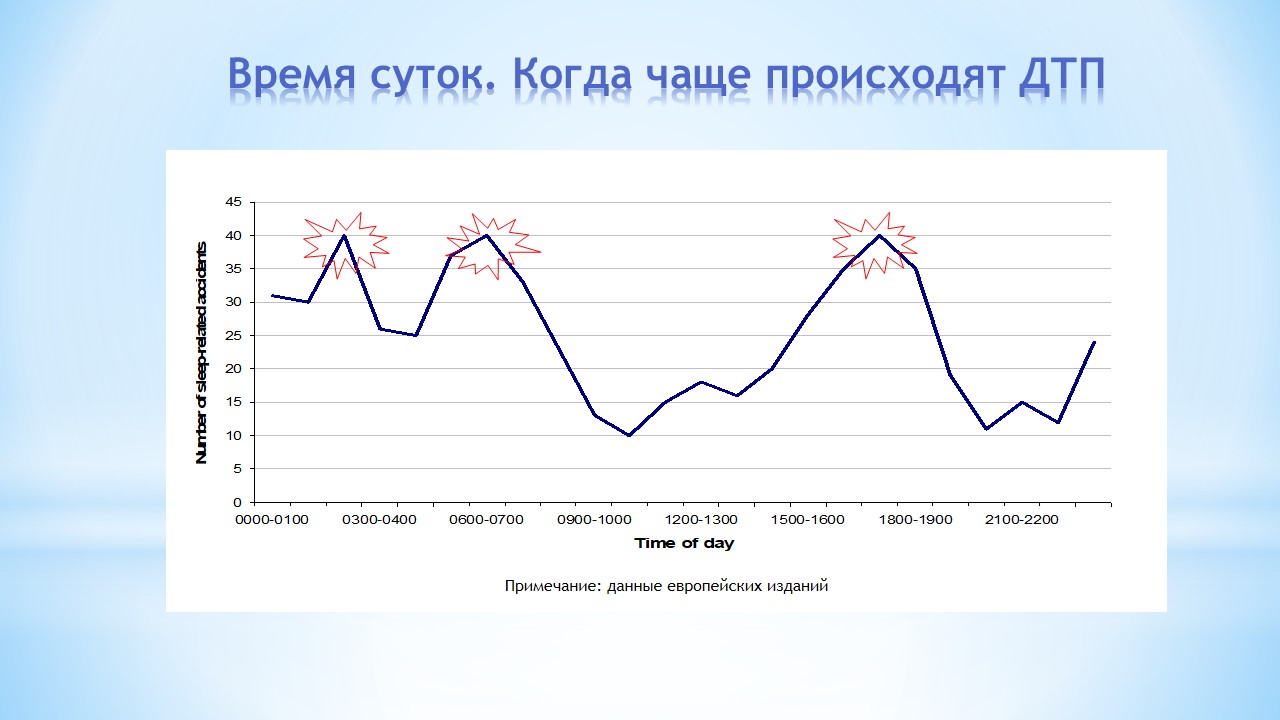 Время суток. Когда чаще происходят ДТП
45
40
35
30
25
20
15
10
5
0
Number of sleep-related accidents
0000-0100 0300-0400 0600-0700 0900-1000 1200-1300 1500-1600 1800-1900 2100-2200
Time of day
Примечание: данные европейских изданий